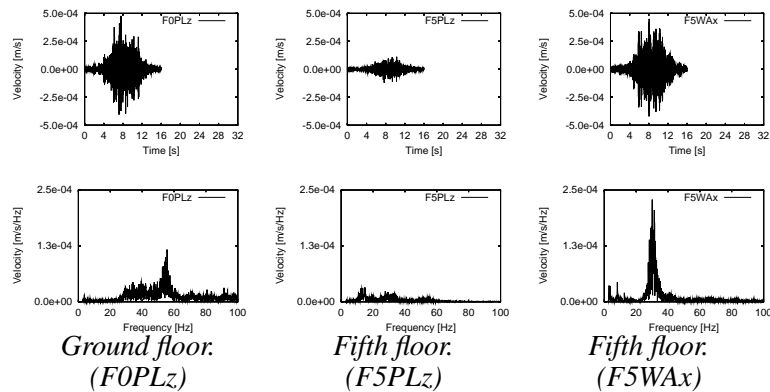 5.0e-04
2.5e-04
0.0e+00
-2.5e-04
-5.0e-04
Velocity [m/s]
F0PLz
0 4 8 12 16 20 24 28 32
Time [s]
5.0e-04
2.5e-04
0.0e+00
-2.5e-04
-5.0e-04
Velocity [m/s]
F5PLz
0 4 8 12 16 20 24 28 32
Time [s]
5.0e-04
2.5e-04
0.0e+00
-2.5e-04
-5.0e-04
Velocity [m/s]
F5WAx
0 4 8 12 16 20 24 28 32
Time [s]
2.5e-04
1.3e-04
0.0e+00
Velocity [m/s/Hz]
F0PLz
0 20 40 60 80 100
Frequency [Hz]
2.5e-04
1.3e-04
0.0e+00
Velocity [m/s/Hz]
F5PLz
0 20 40 60 80 100
Frequency [Hz]
2.5e-04
1.3e-04
0.0e+00
Velocity [m/s/Hz]
F5WAx
0 20 40 60 80 100
Frequency [Hz]
Ground floor.
(F0PLz)
Fifth floor.
(F5PLz)
Fifth floor.
(F5WAx)